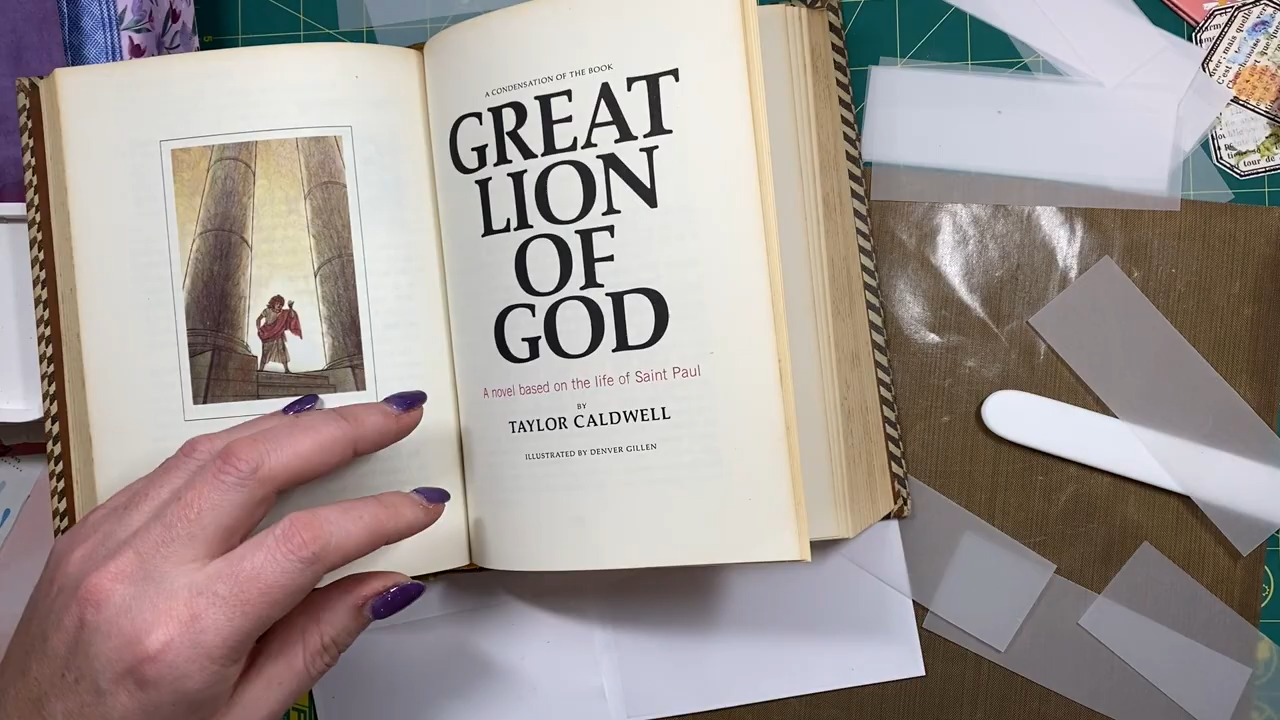 A CONDENSATION OF THE BOOK
GREAT
LION
OF
GOD
A novel based on the life of Saint Paul
BY
TAYLOR CALDWELL
ILLUSTRATED BY DENVER GILLEN